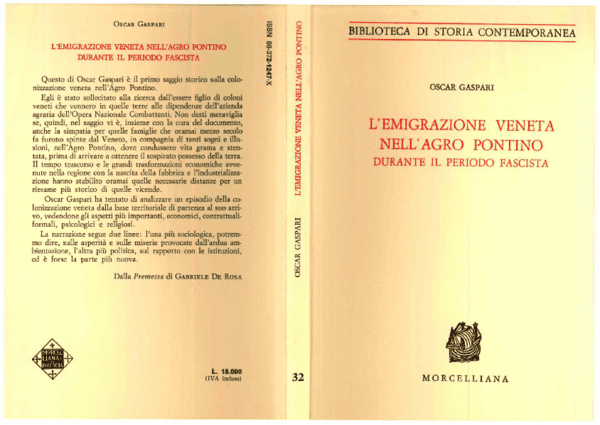 OSCAR GASPARI
L'EMIGRAZIONE VENETA NELL'AGRO PONTINO
DURANTE IL PERIODO FASCISTA
Questo di Oscar Gaspari è il primo saggio storico sulla colo-
nizzazione veneta nell'Agro Pontino.
Egli è stato sollecitato alla ricerca dall'essere figlio di coloni
veneti che vennero in quelle terre alle dipendenze dell'azienda
agraria dell'Opera Nazionale Combattenti. Non desti meraviglia
se, quindi, nel saggio vi è, insieme con la cura del documento,
anche la simpatia per quelle famiglie che oramai mezzo secolo
fa furono spinte dal Veneto, in compagnia di tanti sogni e illu-
sioni, nell'Agro Pontino, dove condussero vita grama e sten-
tata, prima di arrivare a ottenere il sospirato possesso della terra.
Il tempo trascorso e le grandi trasformazioni economiche avve-
nute nella regione con la nascita della fabbrica e l'industrializza-
zione hanno stabilito oramai quelle necessarie distanze per un
riesame più storico di quelle vicende.
Oscar Gaspari ha tentato di analizzare un episodio della co-
lonizzazione veneta dalla base territoriale di partenza al suo arri-
vo, vedendone gli aspetti più importanti, economici, contrattuali-
formali, psicologici e religiosi.
La narrazione segue due linee: l'una più sociologica, potrem-
mo dire, sulle asperità e sulle miserie provocate dall'ardua am-
bientazione, l'altra più politica, sul rapporto con le istituzioni,
ed è forse la parte più nuova.
Dalla Premessa di GABRIELE DE ROSA
MORCEL
LIANA
BRESCIA
L. 18.000
(IVA inclusa)
ISBN 88-372-1247-X
OSCAR GASPARI L'EMIGRAZIONE VENETA NELL'AGRO PONTINO
32
BIBLIOTECA DI STORIA CONTEMPORANEA
OSCAR GASPARI
L'EMIGRAZIONE VENETA
NELL'AGRO PONTINO
DURANTE IL PERIODO FASCISTA
MORCELLIANA